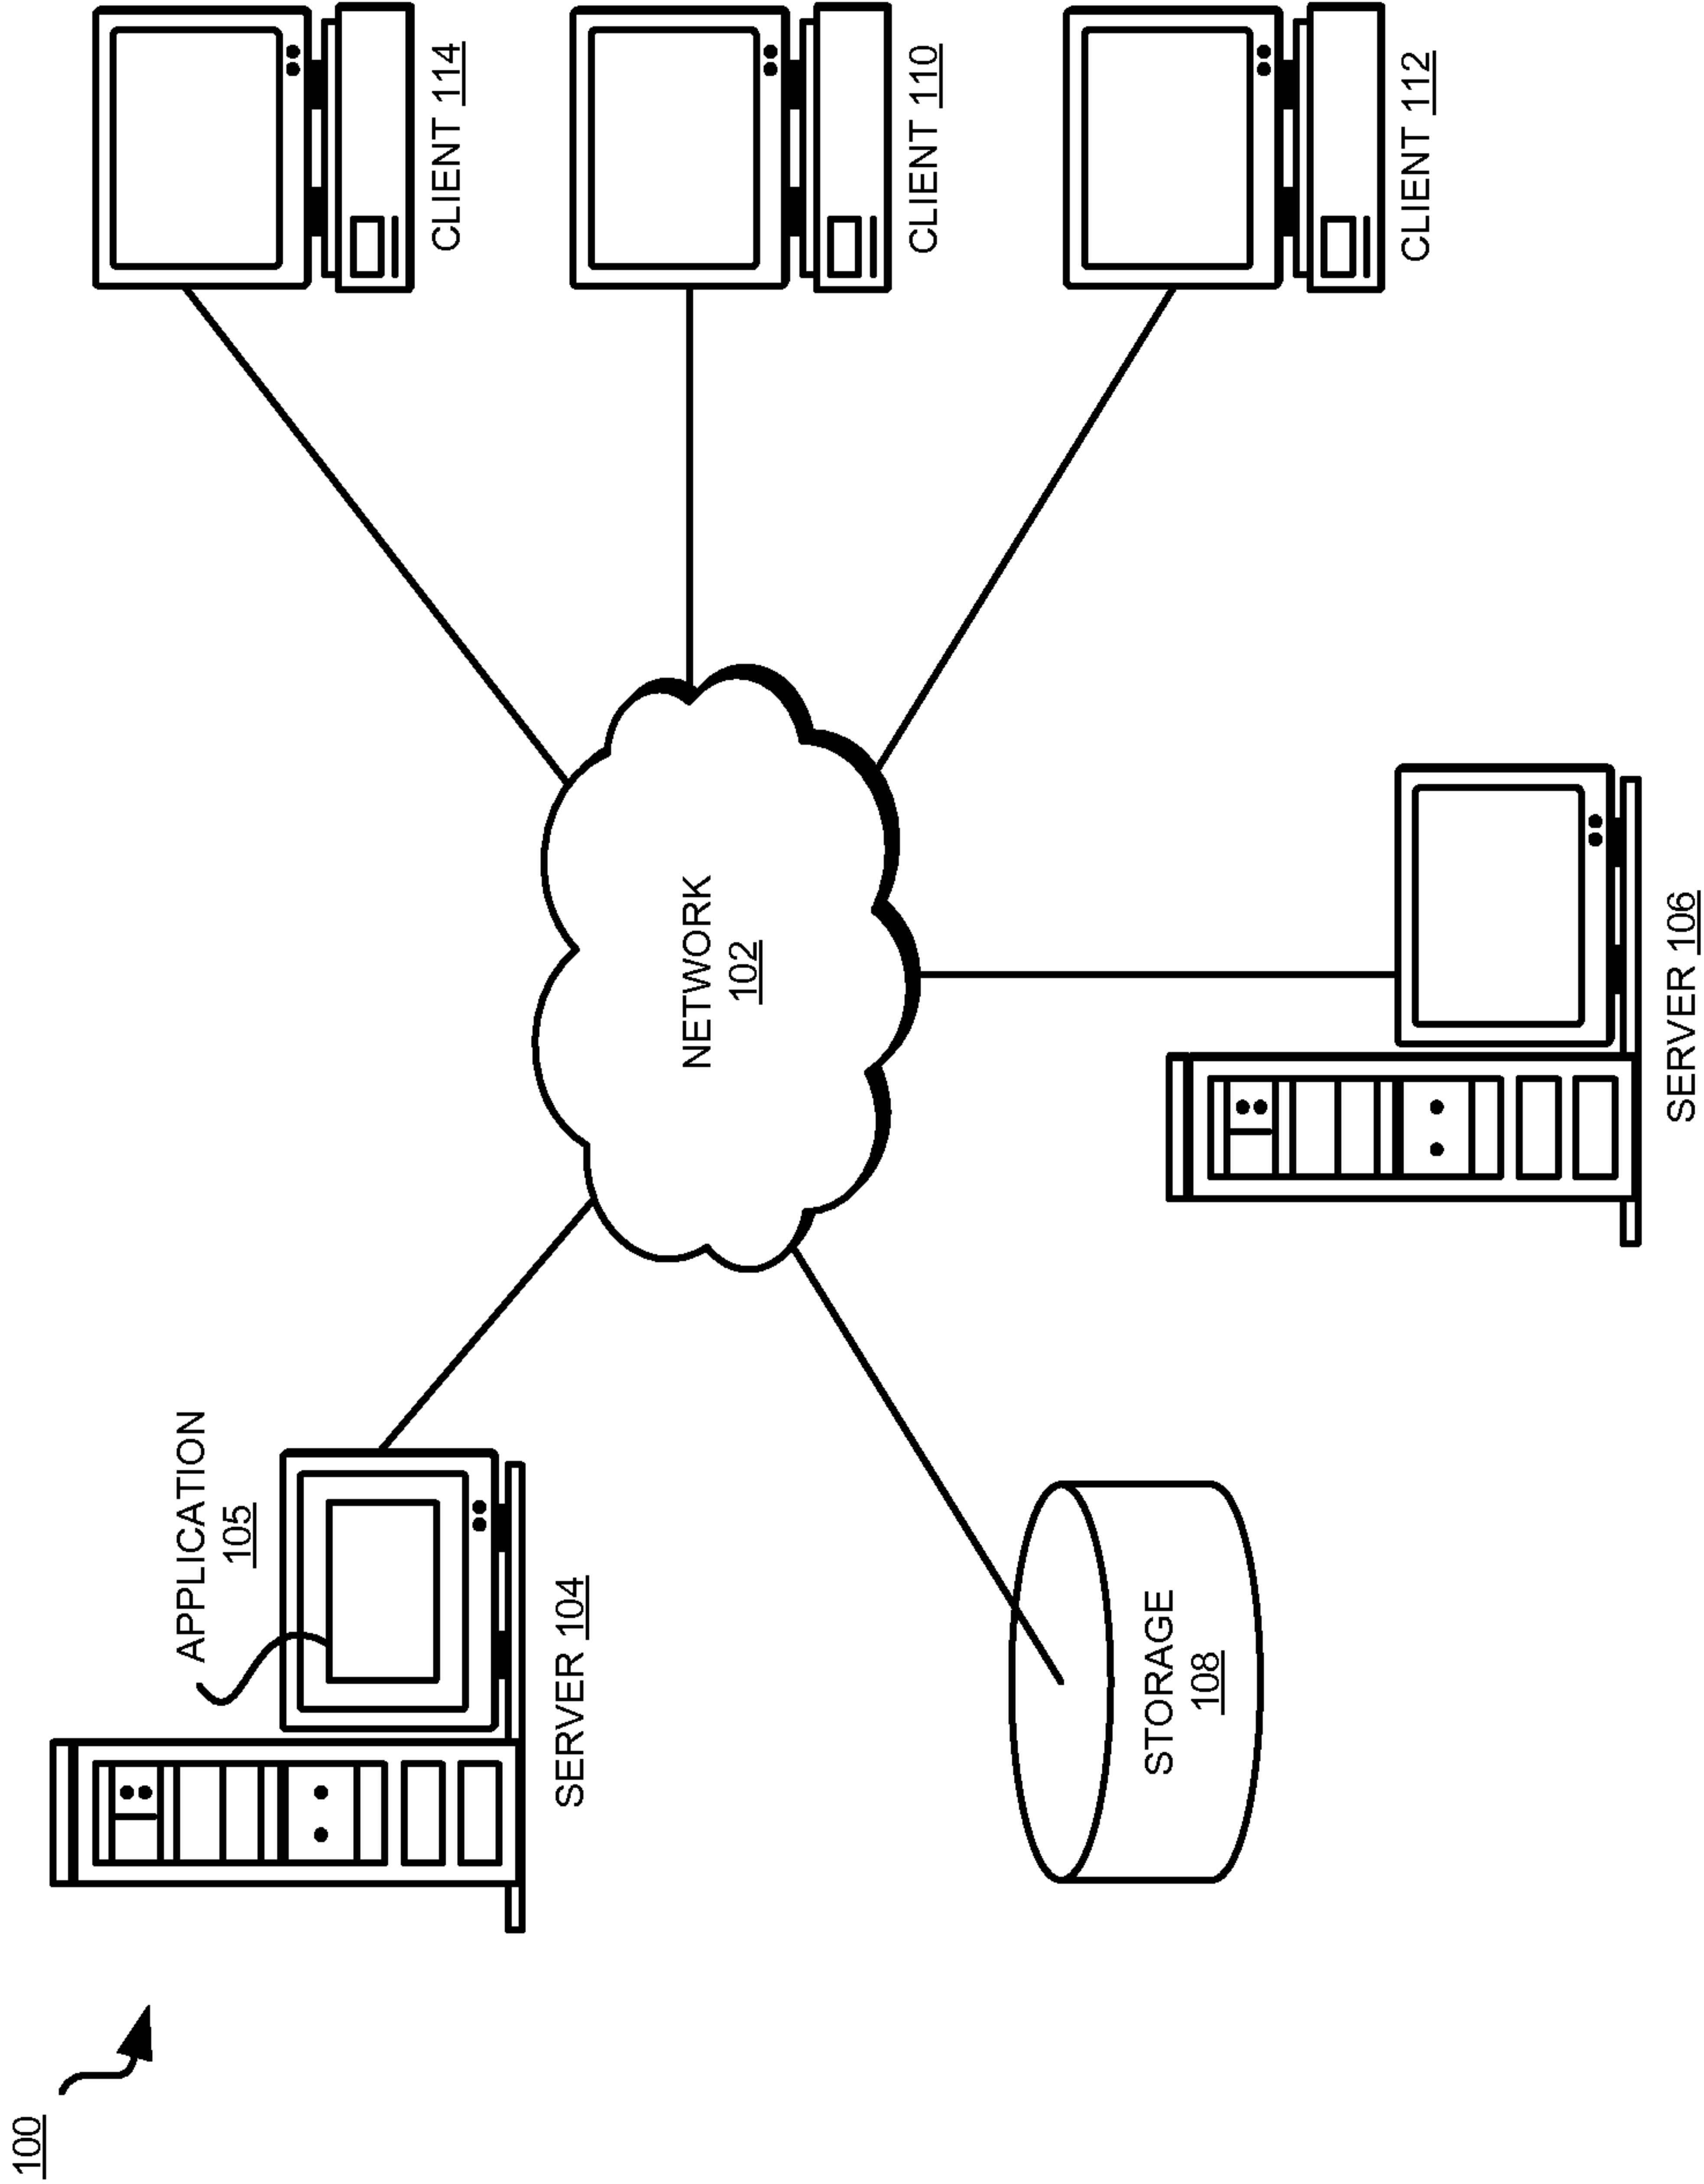 100
APPLICATION
105
SERVER 104
CLIENT 114
NETWORK
102
CLIENT 110
STORAGE
108
SERVER 106
CLIENT 112